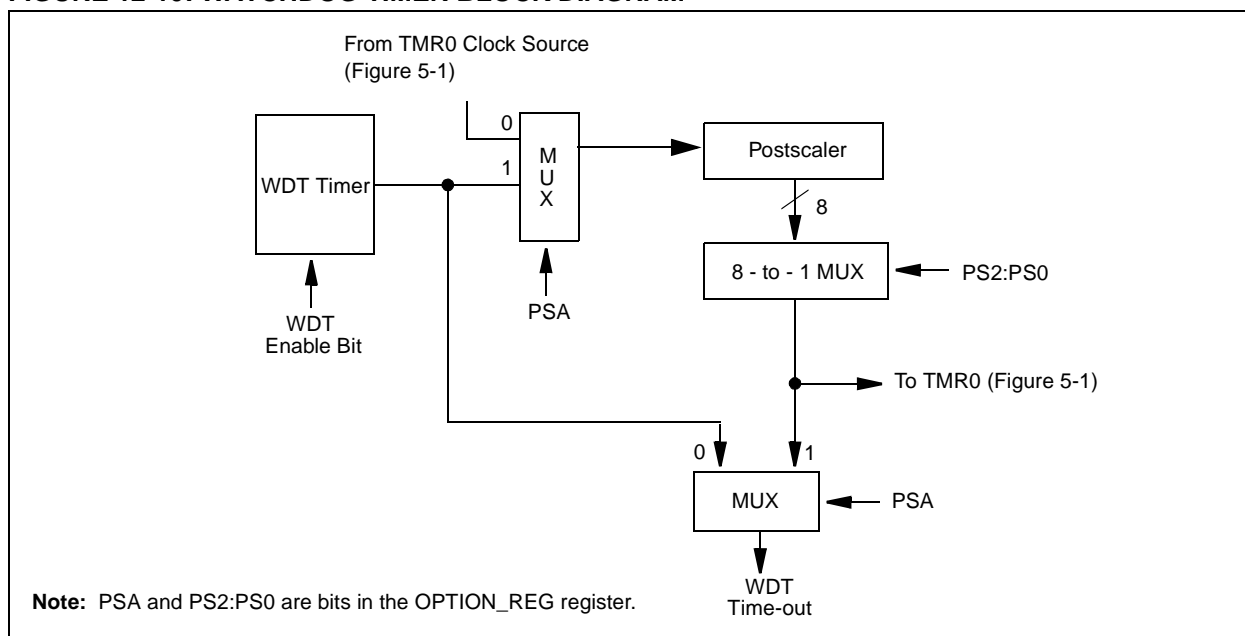 From TMR0 Clock Source
(Figure 5-1)
0
1
M
U
X
WDT Timer
Postscaler
8
8 - to - 1 MUX
PS2:PS0
PSA
WDT
Enable Bit
To TMR0 (Figure 5-1)
0
1
MUX
PSA
WDT
Time-out
Note: PSA and PS2:PS0 are bits in the OPTION_REG register.